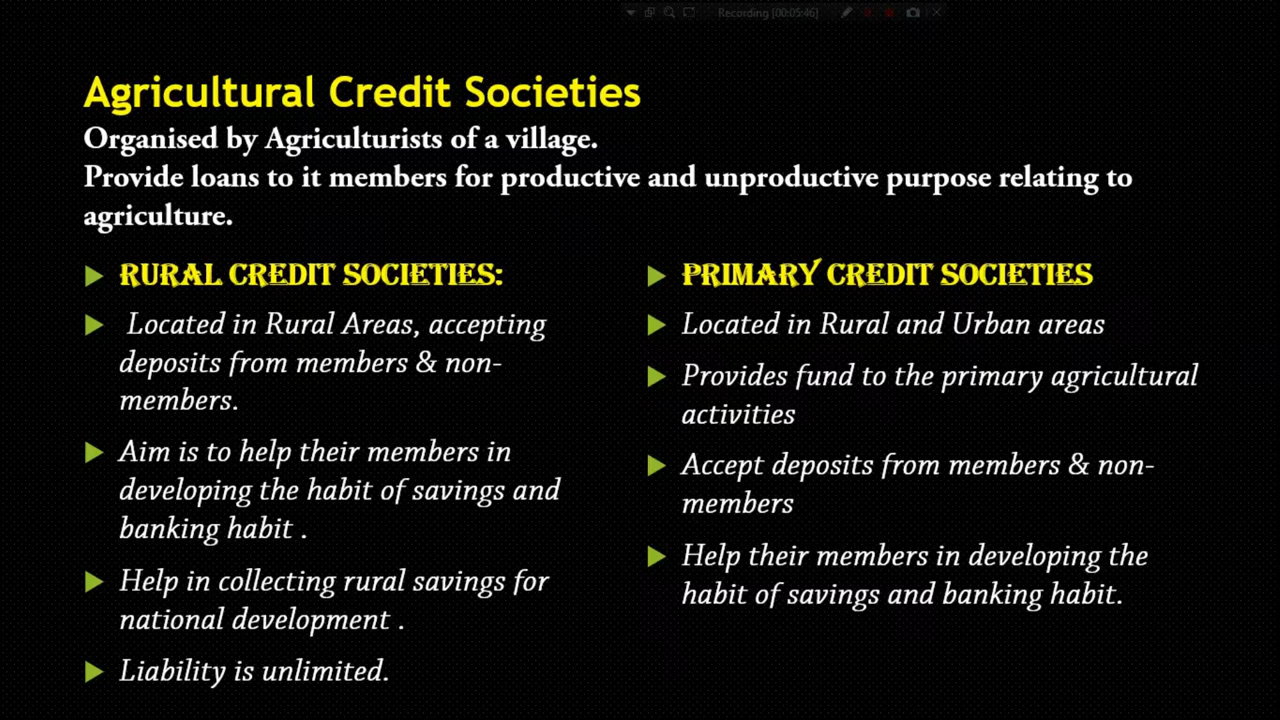 Recording [00:05:46]
Agricultural Credit Societies
Organised by Agriculturists of a village.
Provide loans to it members for productive and unproductive purpose relating to
agriculture.
RURAL CREDIT SOCIETIES:
Located in Rural Areas, accepting
deposits from members & non-
members.
Aim is to help their members in
developing the habit of savings and
banking habit .
Help in collecting rural savings for
national development .
Liability is unlimited.
PRIMARY CREDIT SOCIETIES
Located in Rural and Urban areas
Provides fund to the primary agricultural
activities
Accept deposits from members & non-
members
Help their members in developing the
habit of savings and banking habit.